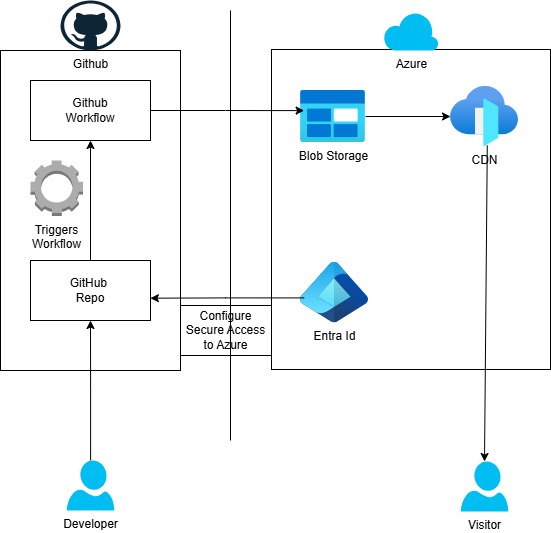 Github
Azure
Github
Workflow
Blob Storage
CDN
Triggers
Workflow
GitHub
Repo
Configure
Secure Access
to Azure
Entra Id
Developer
Visitor